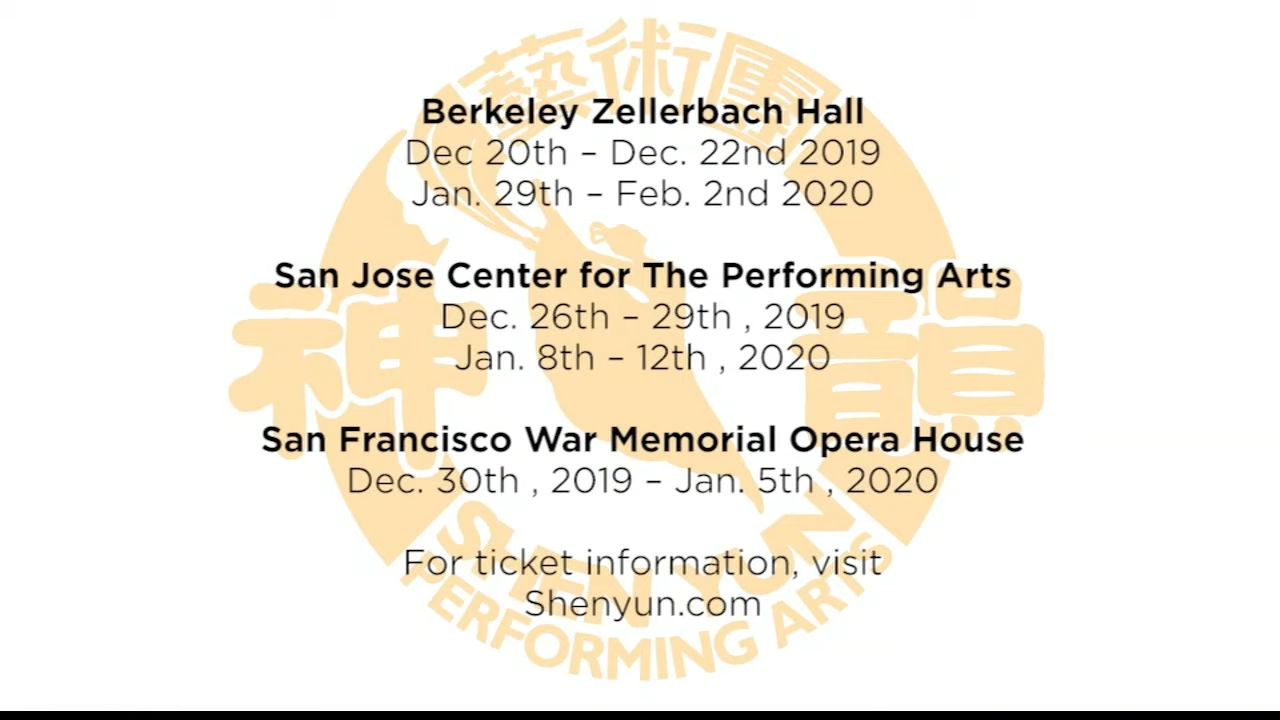 藝術團
Berkeley Zellerbach Hall
Dec 20th – Dec. 22nd 2019
Jan. 29th – Feb. 2nd 2020
San Jose Center for The Performing Arts
Dec. 26th – 29th , 2019
Jan. 8th – 12th , 2020
神韻
San Francisco War Memorial Opera House
Dec. 30th , 2019 – Jan. 5th , 2020
For ticket information, visit
Shenyun.com
SHEN YUN
PERFORMING ARTS